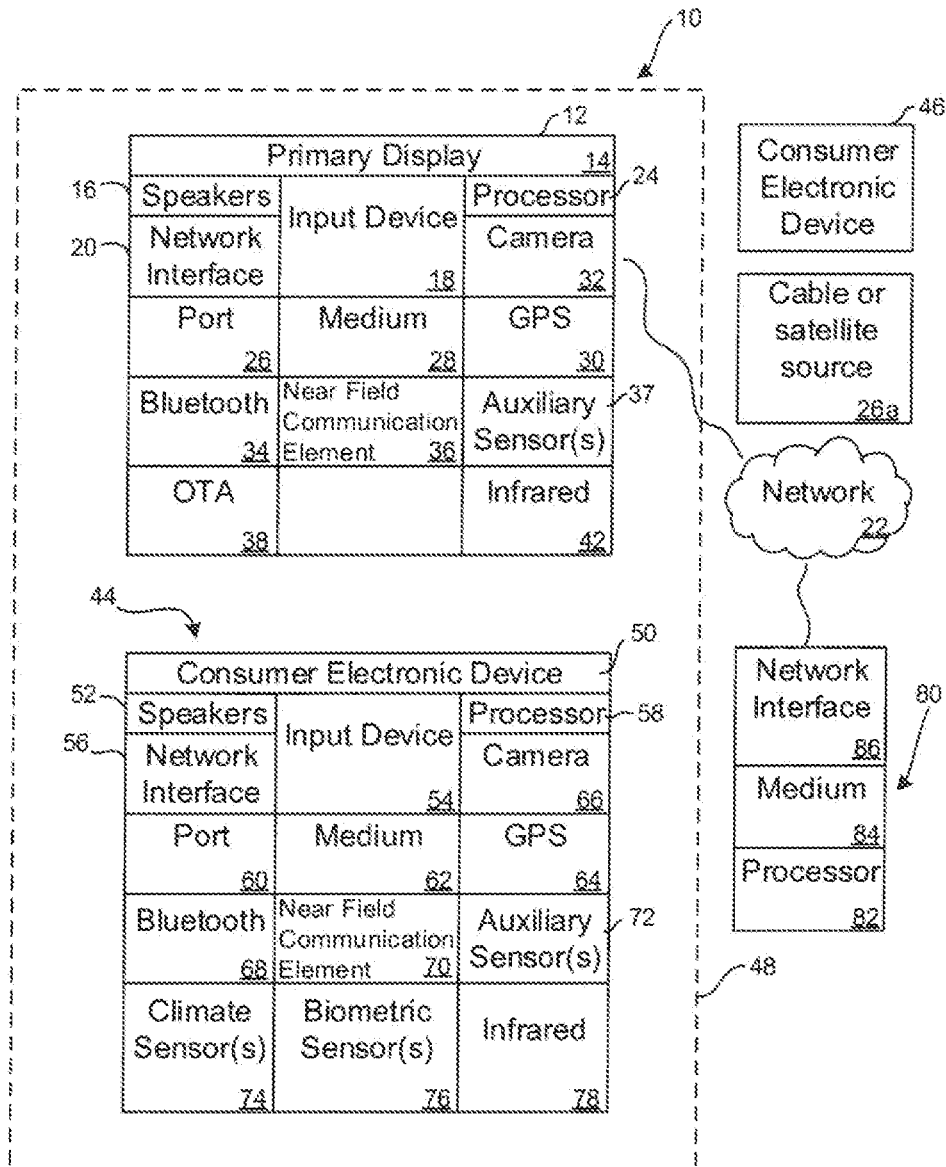 10
12
46
Primary Display
14
Consumer
Electronic
Device
16
Speakers
Input Device
18
Processor
24
20
Network
Interface
Camera
32
Cable or
satellite
source
26a
Port
26
Medium
28
GPS
30
Bluetooth
34
Near Field
Communication
Element
36
Auxiliary
Sensor(s)
37
Network
22
OTA
38
Infrared
42
44
50
Consumer Electronic Device
52
Speakers
Input Device
54
Processor
58
56
Network
Interface
Camera
66
Network
Interface
86
80
Port
60
Medium
62
GPS
64
Medium
84
Processor
82
Bluetooth
68
Near Field
Communication
Element
70
Auxiliary
Sensor(s)
72
48
Climate
Sensor(s)
74
Biometric
Sensor(s)
76
Infrared
78